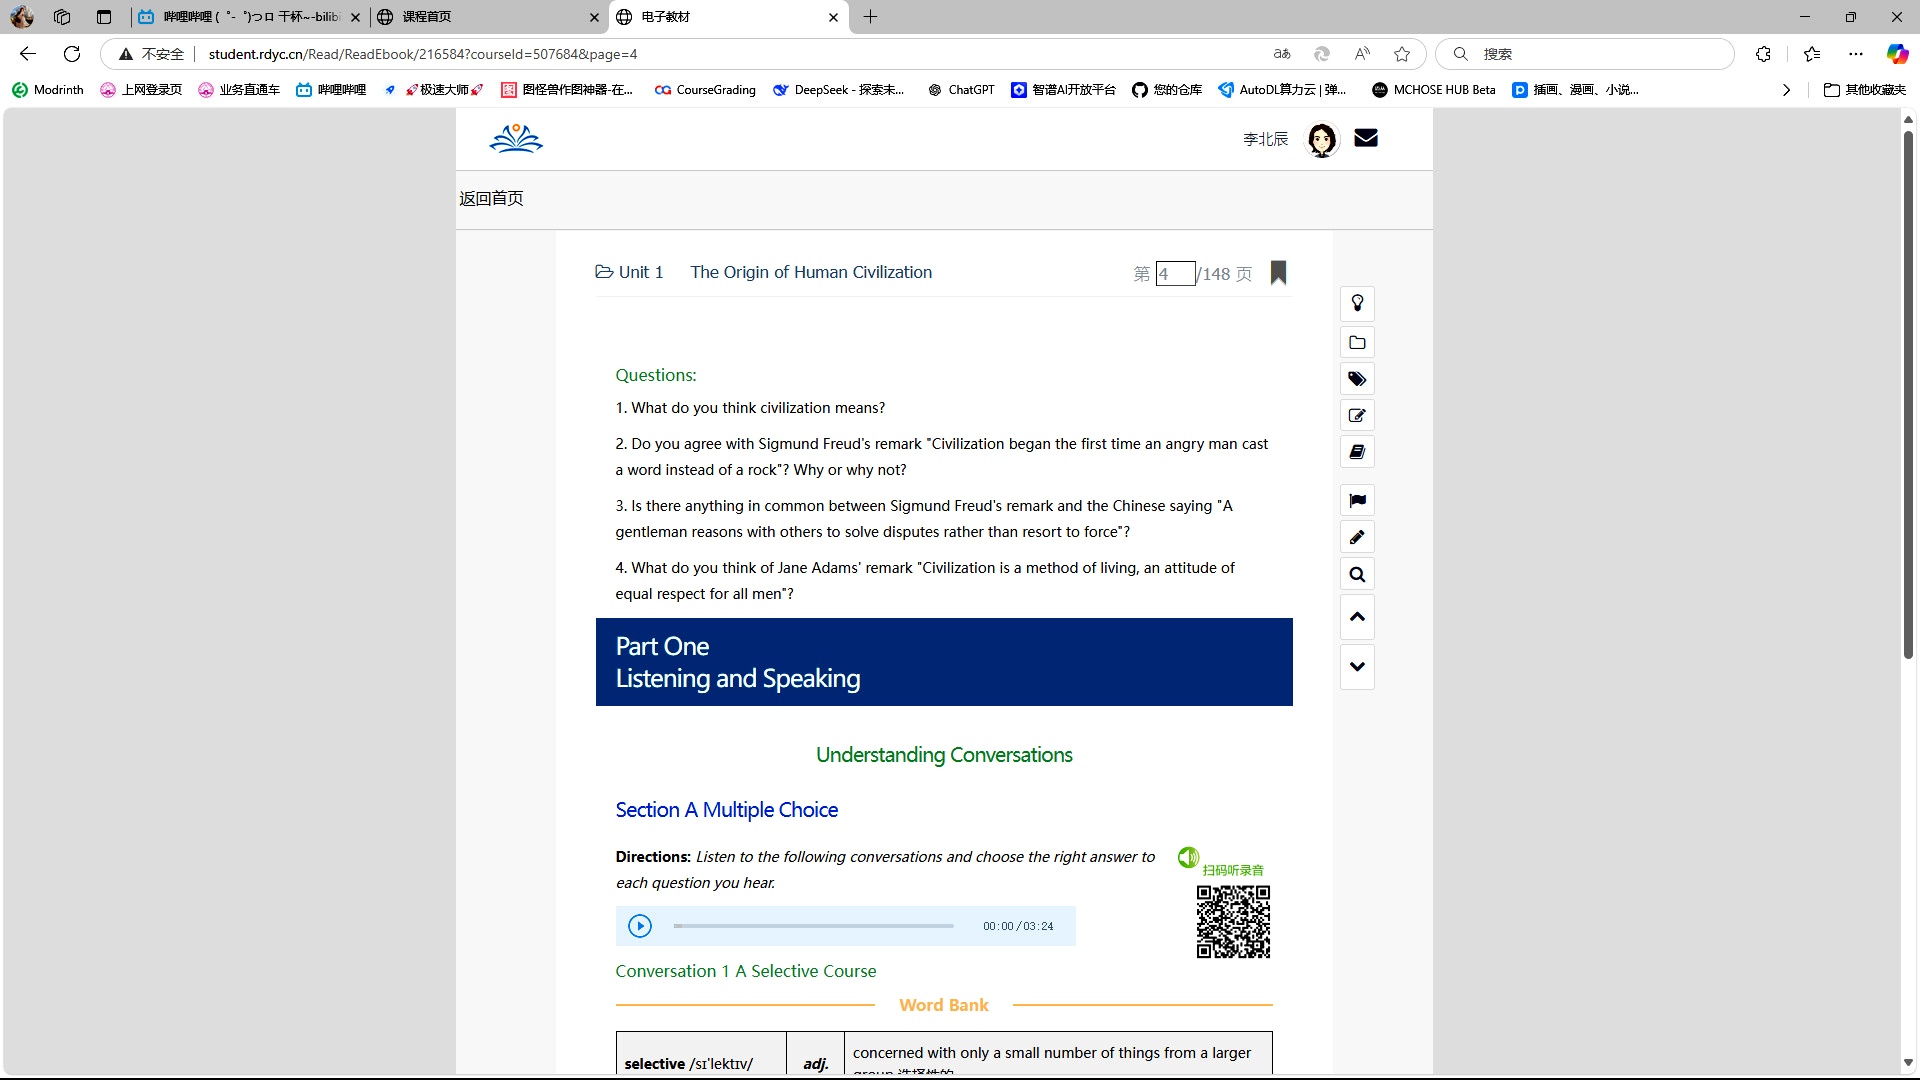 哔哩哔哩 (゜-゜)つロ 干杯~-bilibi
课程首页
电子教材
不安全
student.rdyc.cn/Read/ReadEbook/216584?courseId=507684&page=4
搜索
Modrinth
上网登录页
业务直通车
哔哩哔哩
🚀极速大师🚀
图怪兽作图神器-在...
CourseGrading
DeepSeek - 探索未...
ChatGPT
智谱AI开放平台
您的仓库
AutoDL算力云 | 弹...
MCHOSE HUB Beta
插画、漫画、小说...
其他收藏夹
李北辰
返回首页
Unit 1 The Origin of Human Civilization
第 4 /148 页
Questions:
1. What do you think civilization means?
2. Do you agree with Sigmund Freud's remark "Civilization began the first time an angry man cast
a word instead of a rock"? Why or why not?
3. Is there anything in common between Sigmund Freud's remark and the Chinese saying "A
gentleman reasons with others to solve disputes rather than resort to force"?
4. What do you think of Jane Adams' remark "Civilization is a method of living, an attitude of
equal respect for all men"?
Part One
Listening and Speaking
Understanding Conversations
Section A Multiple Choice
Directions: Listen to the following conversations and choose the right answer to
each question you hear.
扫码听录音
00:00/03:24
Conversation 1 A Selective Course
Word Bank
selective /sɪˈlektɪv/
adj.
concerned with only a small number of things from a larger
group 选择性的